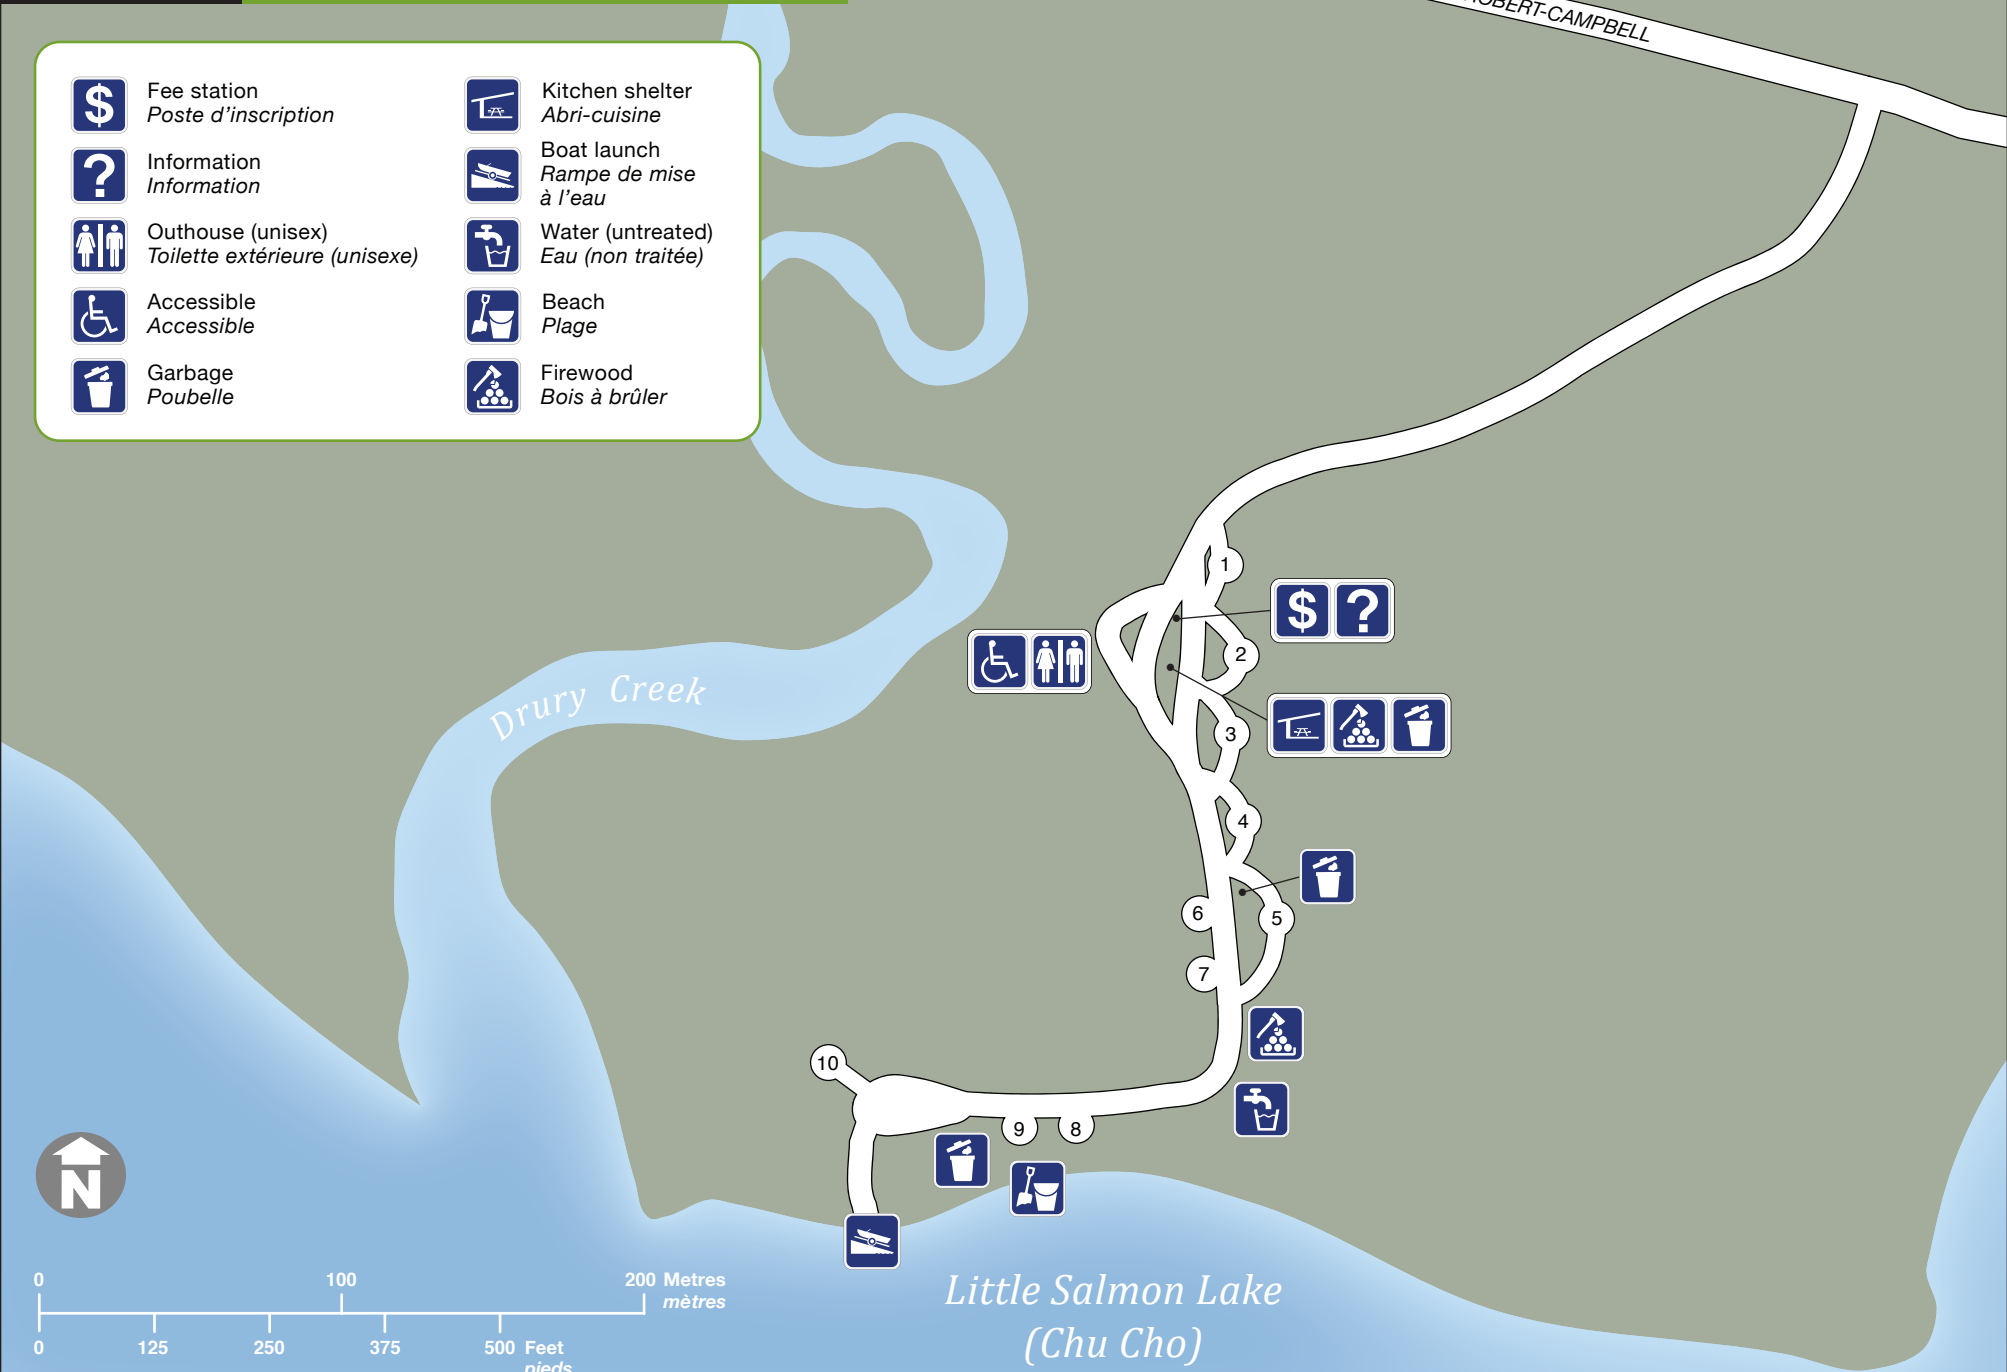 ROBERT-CAMPBELL
$ Fee station
Poste d'inscription
? Information
Information
Outhouse (unisex)
Toilette extérieure (unisexe)
Accessible
Accessible
Garbage
Poubelle
Kitchen shelter
Abri-cuisine
Boat launch
Rampe de mise
à l'eau
Water (untreated)
Eau (non traitée)
Beach
Plage
Firewood
Bois à brûler
1
$ ?
2
Drury Creek
3
4
6
5
7
10
9
8
N
0 100 200 Metres
mètres
0 125 250 375 500 Feet
pieds
Little Salmon Lake
(Chu Cho)